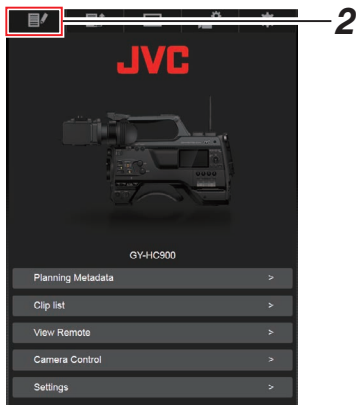 2
JVC
GY-HC900
Planning Metadata >
Clip list >
View Remote >
Camera Control >
Settings >